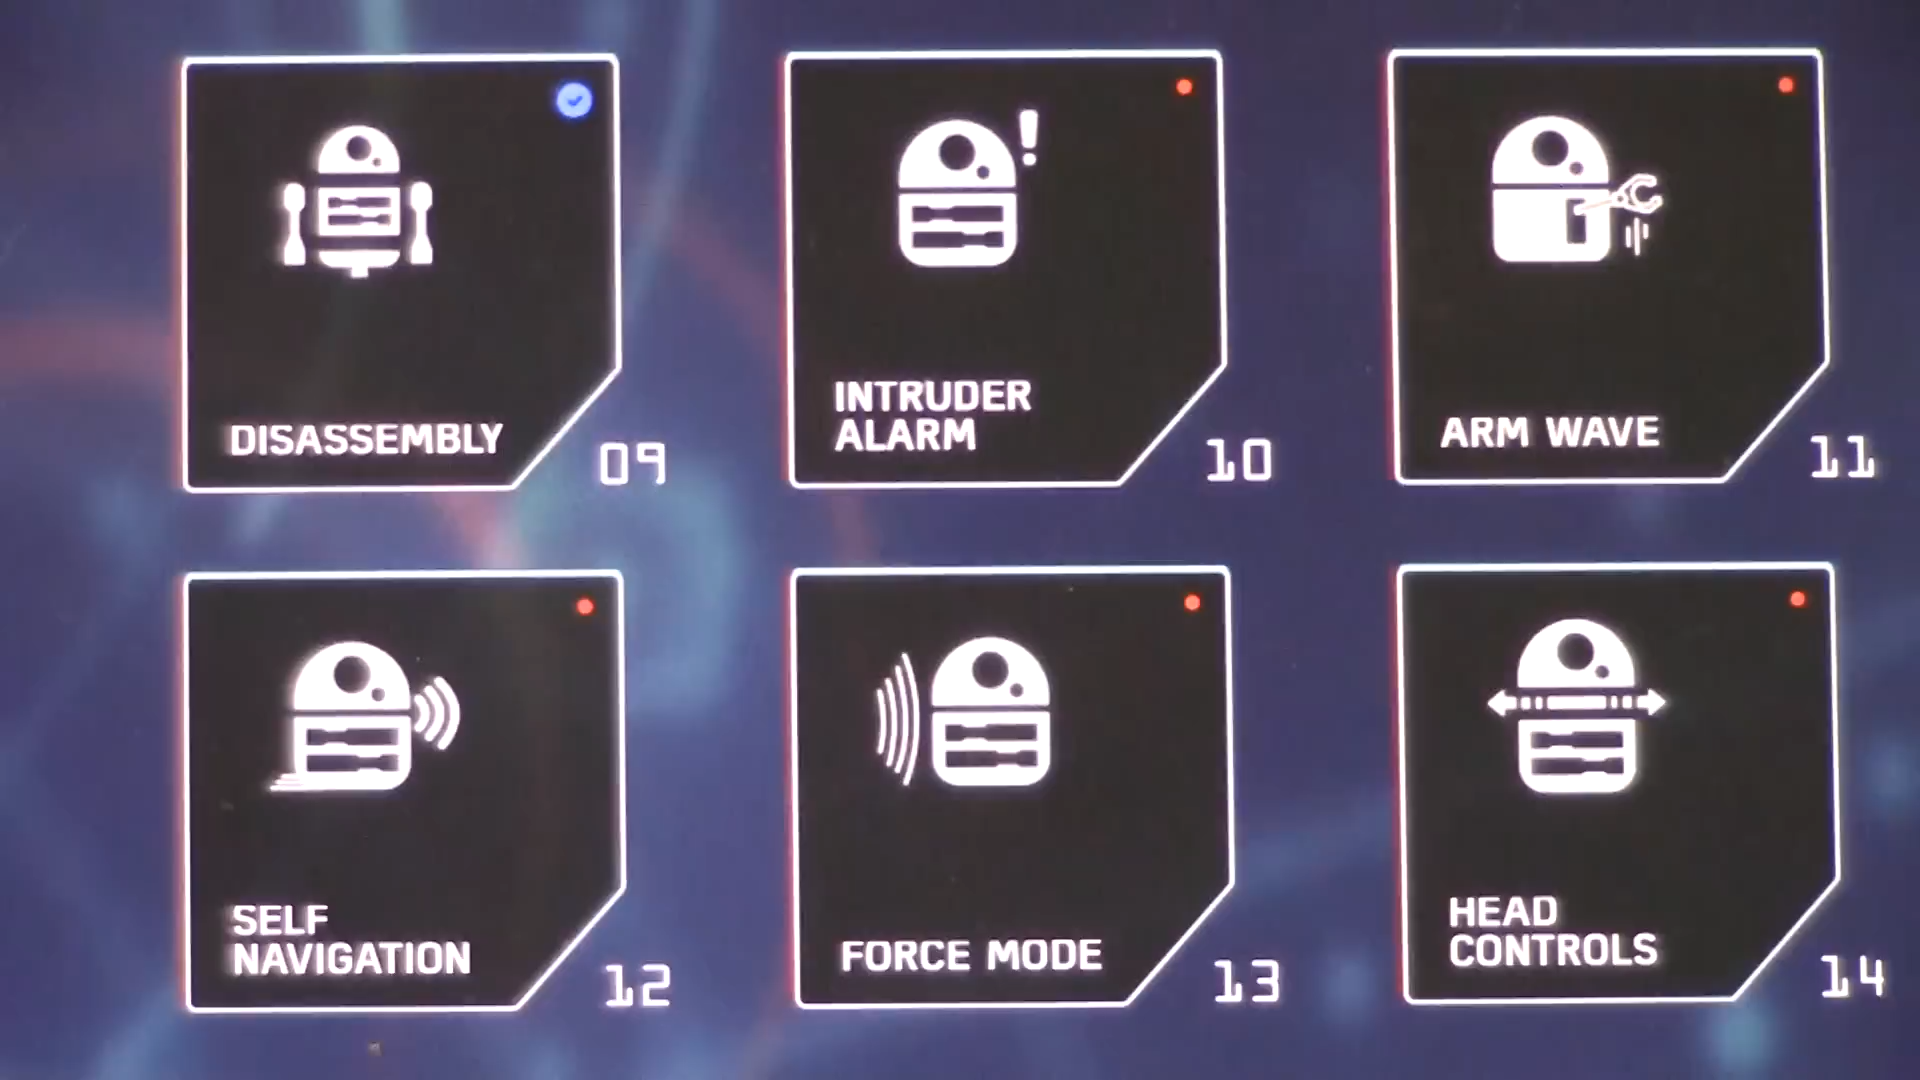 DISASSEMBLY
09
INTRUDER
ALARM
10
ARM WAVE
11
SELF
NAVIGATION
12
FORCE MODE
13
HEAD
CONTROLS
14